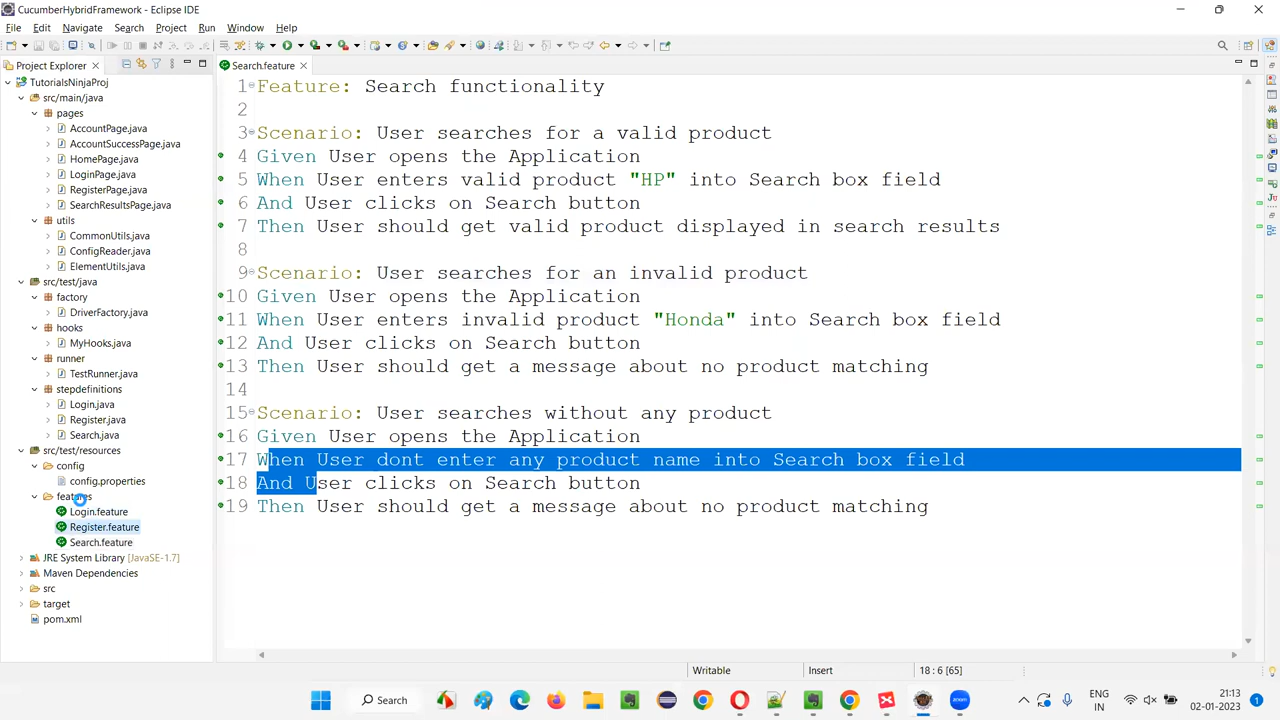 CucumberHybridFramework - Eclipse IDE
File Edit Navigate Search Project Run Window Help
Project Explorer
TutorialsNinjaProj
src/main/java
pages
AccountPage.java
AccountSuccessPage.java
HomePage.java
LoginPage.java
RegisterPage.java
SearchResultsPage.java
utils
CommonUtils.java
ConfigReader.java
ElementUtils.java
src/test/java
factory
DriverFactory.java
hooks
MyHooks.java
runner
TestRunner.java
stepdefinitions
Login.java
Register.java
Search.java
src/test/resources
config
config.properties
features
Login.feature
Register.feature
Search.feature
JRE System Library [JavaSE-1.7]
Maven Dependencies
src
target
pom.xml
Search.feature
1 Feature: Search functionality
2
3 Scenario: User searches for a valid product
4 Given User opens the Application
5 When User enters valid product "HP" into Search box field
6 And User clicks on Search button
7 Then User should get valid product displayed in search results
8
9 Scenario: User searches for an invalid product
10 Given User opens the Application
11 When User enters invalid product "Honda" into Search box field
12 And User clicks on Search button
13 Then User should get a message about no product matching
14
15 Scenario: User searches without any product
16 Given User opens the Application
17 When User dont enter any product name into Search box field
18 And User clicks on Search button
19 Then User should get a message about no product matching
Writable Insert 18 : 6 [65]
Search
ENG
IN
21:13
02-01-2023